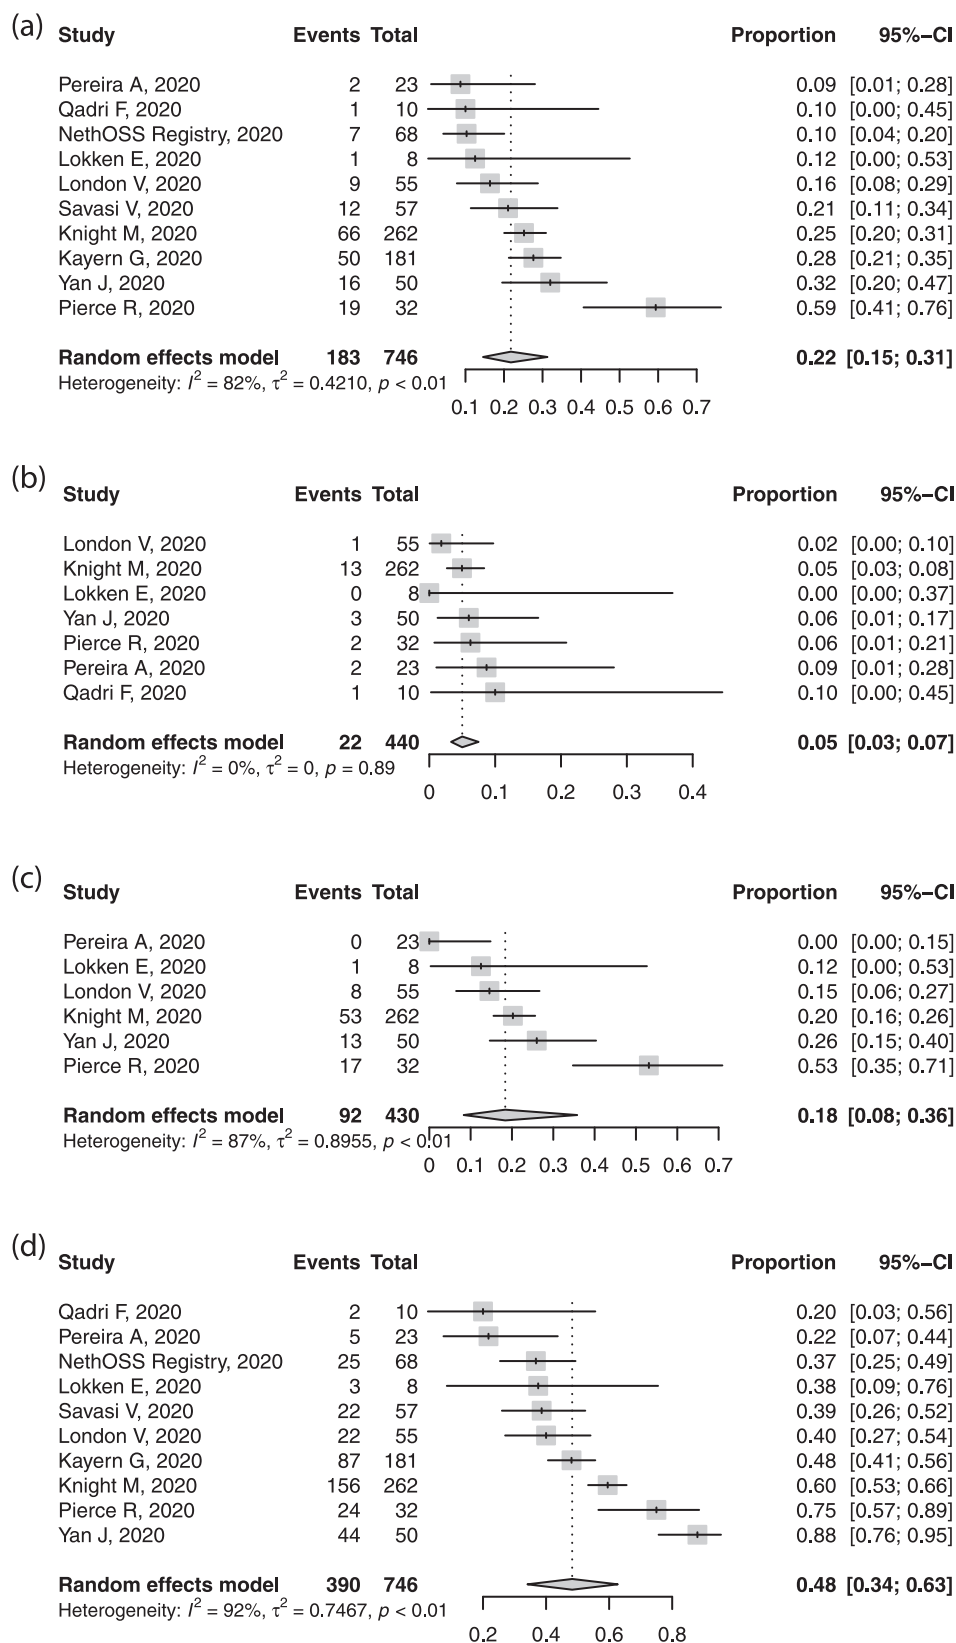 (a) Study Events Total Proportion 95%−CI
Pereira A, 2020 2 23 0.09 [0.01; 0.28]
Qadri F, 2020 1 10 0.10 [0.00; 0.45]
NethOSS Registry, 2020 7 68 0.10 [0.04; 0.20]
Lokken E, 2020 1 8 0.12 [0.00; 0.53]
London V, 2020 9 55 0.16 [0.08; 0.29]
Savasi V, 2020 12 57 0.21 [0.11; 0.34]
Knight M, 2020 66 262 0.25 [0.20; 0.31]
Kayern G, 2020 50 181 0.28 [0.21; 0.35]
Yan J, 2020 16 50 0.32 [0.20; 0.47]
Pierce R, 2020 19 32 0.59 [0.41; 0.76]
Random effects model 183 746 0.22 [0.15; 0.31]
Heterogeneity: I² = 82%, τ² = 0.4210, p < 0.01
0.1 0.2 0.3 0.4 0.5 0.6 0.7
(b) Study Events Total Proportion 95%−CI
London V, 2020 1 55 0.02 [0.00; 0.10]
Knight M, 2020 13 262 0.05 [0.03; 0.08]
Lokken E, 2020 0 8 0.00 [0.00; 0.37]
Yan J, 2020 3 50 0.06 [0.01; 0.17]
Pierce R, 2020 2 32 0.06 [0.01; 0.21]
Pereira A, 2020 2 23 0.09 [0.01; 0.28]
Qadri F, 2020 1 10 0.10 [0.00; 0.45]
Random effects model 22 440 0.05 [0.03; 0.07]
Heterogeneity: I² = 0%, τ² = 0, p = 0.89
0 0.1 0.2 0.3 0.4
(c) Study Events Total Proportion 95%−CI
Pereira A, 2020 0 23 0.00 [0.00; 0.15]
Lokken E, 2020 1 8 0.12 [0.00; 0.53]
London V, 2020 8 55 0.15 [0.06; 0.27]
Knight M, 2020 53 262 0.20 [0.16; 0.26]
Yan J, 2020 13 50 0.26 [0.15; 0.40]
Pierce R, 2020 17 32 0.53 [0.35; 0.71]
Random effects model 92 430 0.18 [0.08; 0.36]
Heterogeneity: I² = 87%, τ² = 0.8955, p < 0.01
0 0.1 0.2 0.3 0.4 0.5 0.6 0.7
(d) Study Events Total Proportion 95%−CI
Qadri F, 2020 2 10 0.20 [0.03; 0.56]
Pereira A, 2020 5 23 0.22 [0.07; 0.44]
NethOSS Registry, 2020 25 68 0.37 [0.25; 0.49]
Lokken E, 2020 3 8 0.38 [0.09; 0.76]
Savasi V, 2020 22 57 0.39 [0.26; 0.52]
London V, 2020 22 55 0.40 [0.27; 0.54]
Kayern G, 2020 87 181 0.48 [0.41; 0.56]
Knight M, 2020 156 262 0.60 [0.53; 0.66]
Pierce R, 2020 24 32 0.75 [0.57; 0.89]
Yan J, 2020 44 50 0.88 [0.76; 0.95]
Random effects model 390 746 0.48 [0.34; 0.63]
Heterogeneity: I² = 92%, τ² = 0.7467, p < 0.01
0.2 0.4 0.6 0.8